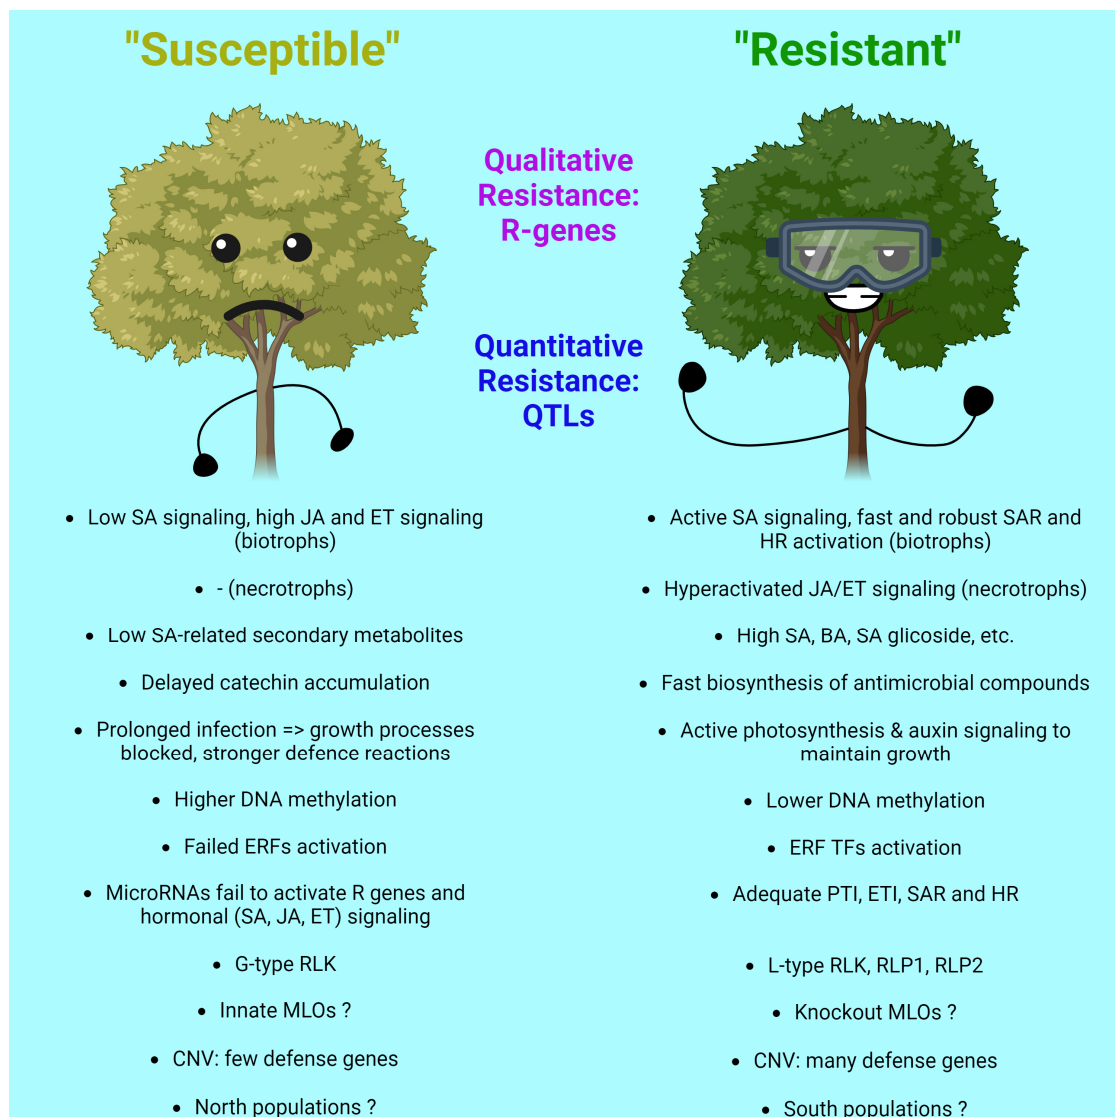 "Susceptible"
"Resistant"
Qualitative
Resistance:
R-genes
Quantitative
Resistance:
QTLs
• Low SA signaling, high JA and ET signaling
(biotrophs)
• - (necrotrophs)
• Low SA-related secondary metabolites
• Delayed catechin accumulation
• Prolonged infection => growth processes
blocked, stronger defence reactions
• Higher DNA methylation
• Failed ERFs activation
• MicroRNAs fail to activate R genes and
hormonal (SA, JA, ET) signaling
• G-type RLK
• Innate MLOs ?
• CNV: few defense genes
• North populations ?
• Active SA signaling, fast and robust SAR and
HR activation (biotrophs)
• Hyperactivated JA/ET signaling (necrotrophs)
• High SA, BA, SA glicoside, etc.
• Fast biosynthesis of antimicrobial compounds
• Active photosynthesis & auxin signaling to
maintain growth
• Lower DNA methylation
• ERF TFs activation
• Adequate PTI, ETI, SAR and HR
• L-type RLK, RLP1, RLP2
• Knockout MLOs ?
• CNV: many defense genes
• South populations ?